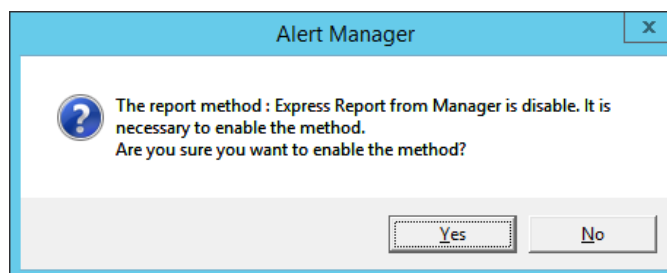 Alert Manager
x
?
The report method : Express Report from Manager is disable. It is
necessary to enable the method.
Are you sure you want to enable the method?
Yes
No